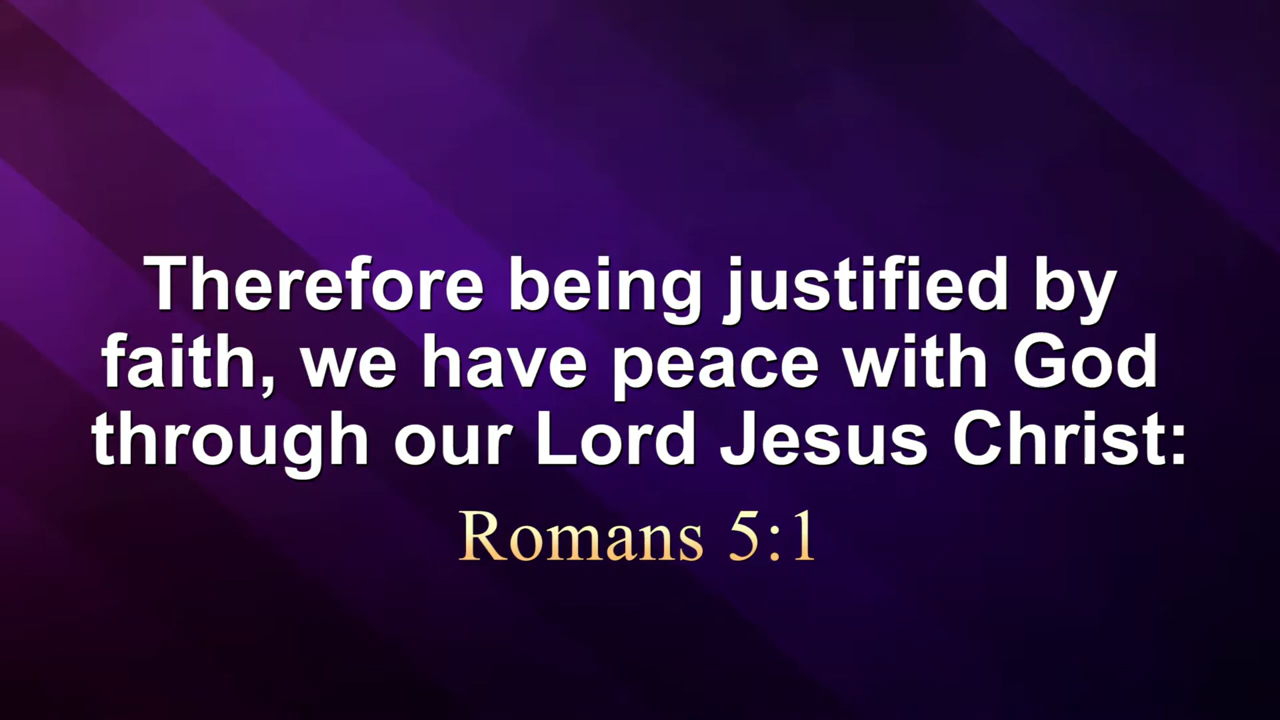 Therefore being justified by
faith, we have peace with God
through our Lord Jesus Christ:
Romans 5:1